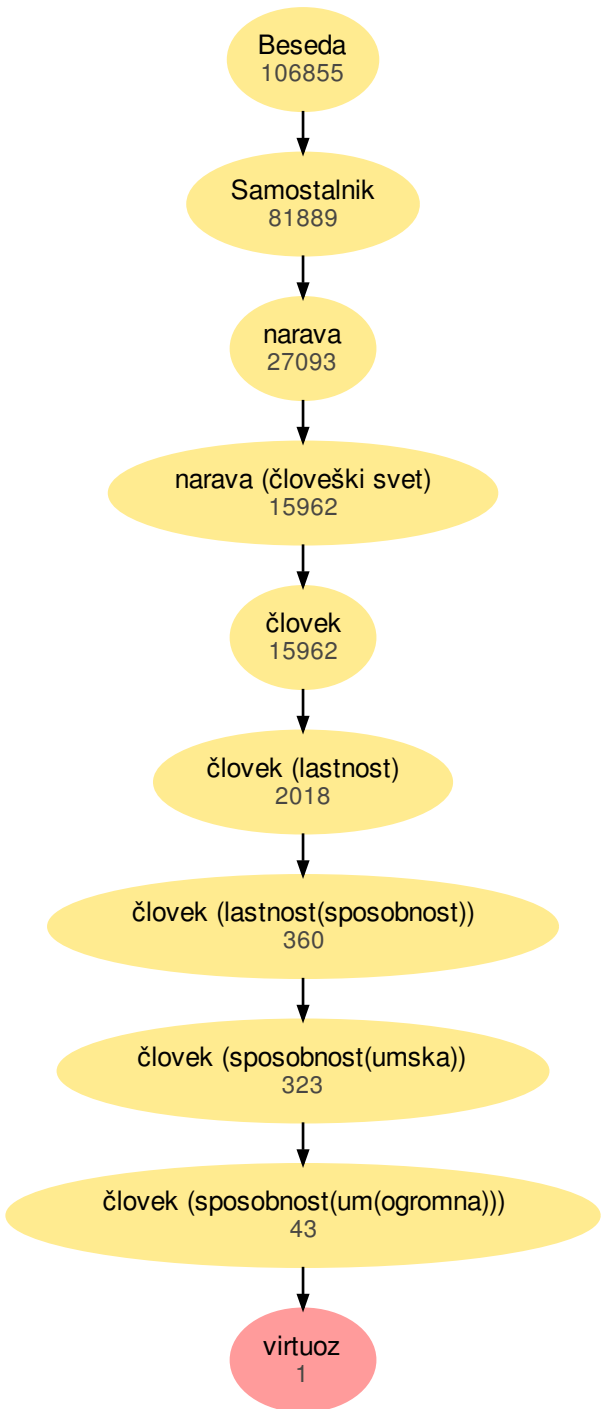 Beseda
106855
Samostalnik
81889
narava
27093
narava (človeški svet)
15962
človek
15962
človek (lastnost)
2018
človek (lastnost(sposobnost))
360
človek (sposobnost(umska))
323
človek (sposobnost(um(ogromna)))
43
virtuoz
1